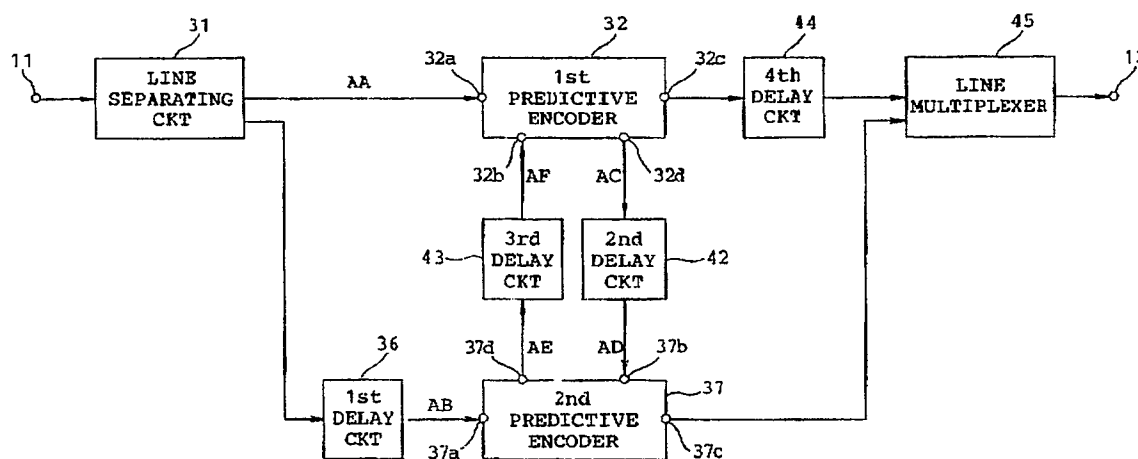 31
32
44
45
11
LINE
SEPARATING
CKT
AA
32a
1st
PREDICTIVE
ENCODER
32c
4th
DELAY
CKT
LINE
MULTIPLEXER
32b
AF
AC
32d
43
3rd
DELAY
CKT
2nd
DELAY
CKT
42
36
37d
AE
AD
37b
1st
DELAY
CKT
AB
37a
2nd
PREDICTIVE
ENCODER
37
37c